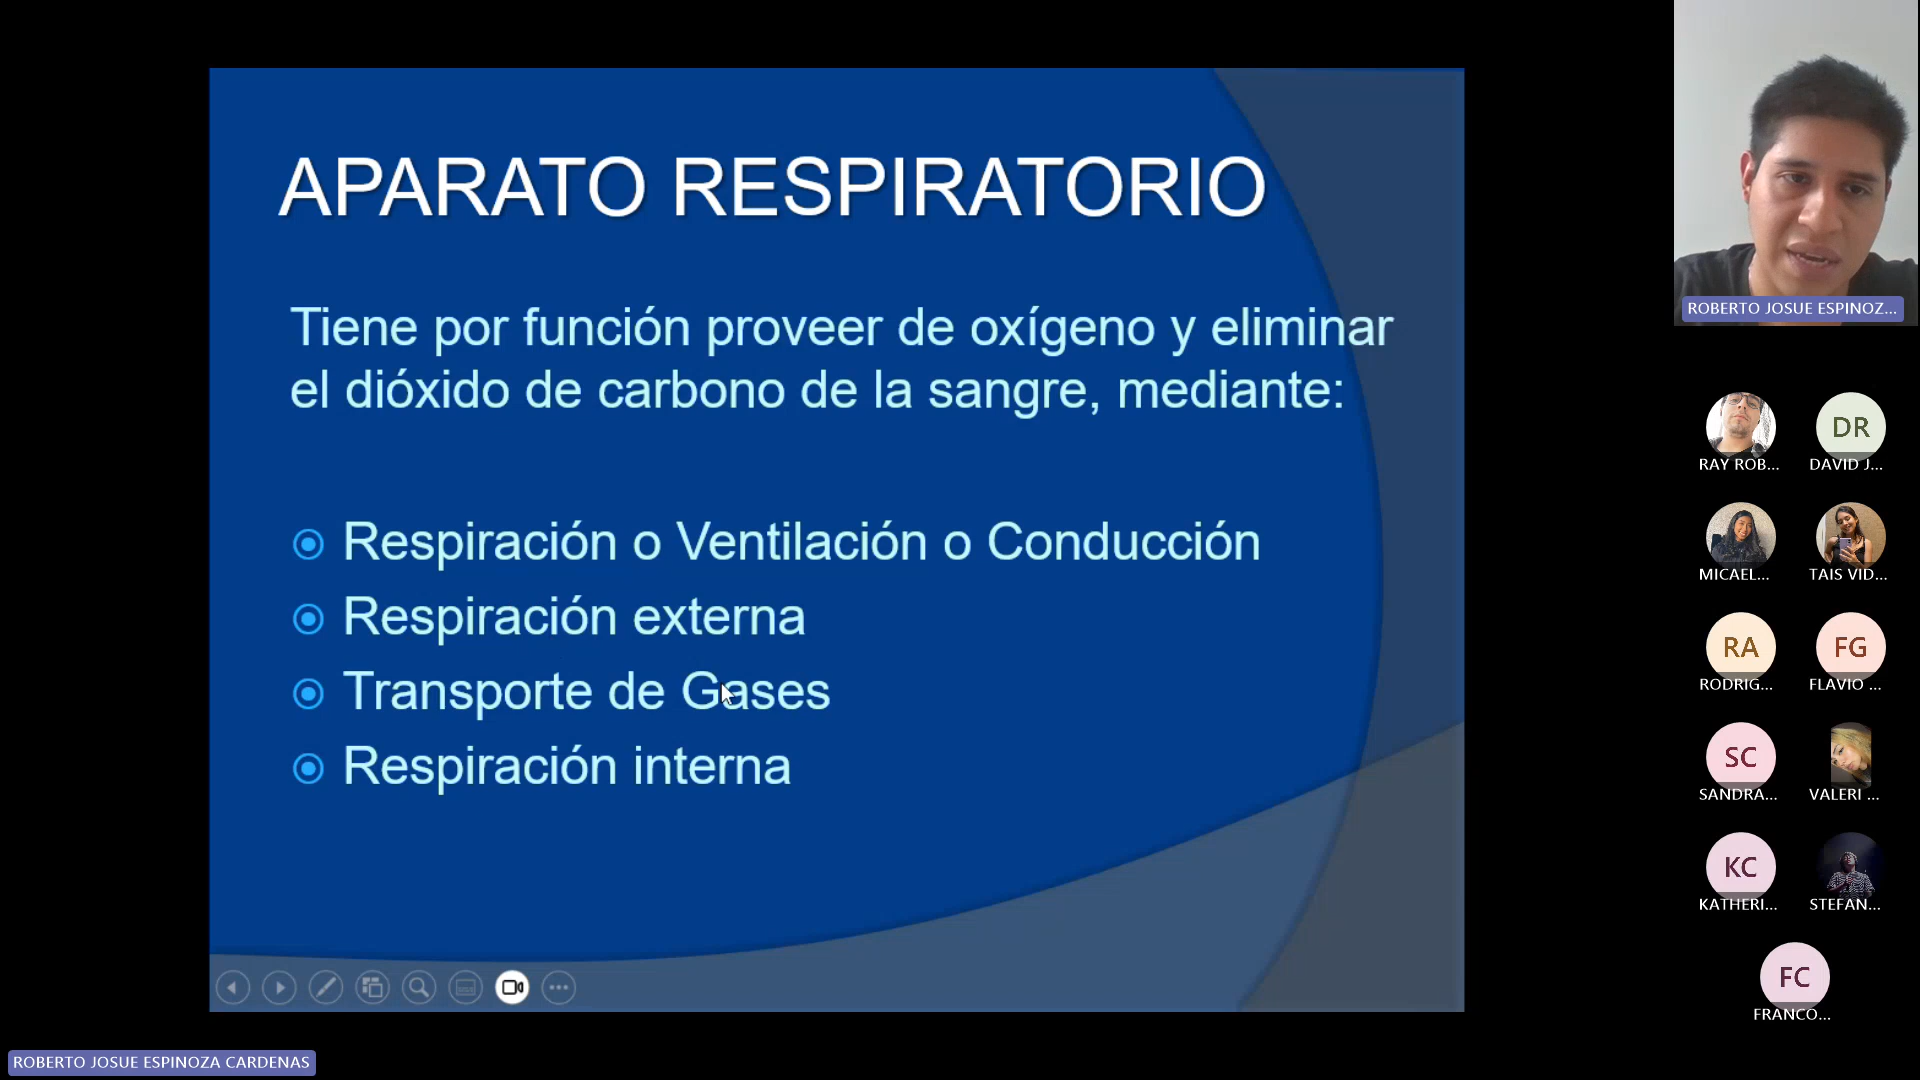 APARATO RESPIRATORIO
Tiene por función proveer de oxígeno y eliminar
el dióxido de carbono de la sangre, mediante:
Respiración o Ventilación o Conducción
Respiración externa
Transporte de Gases
Respiración interna
ROBERTO JOSUE ESPINOZ...
DR
RAY ROB...
DAVID J...
MICAEL...
TAIS VID...
RA
FG
RODRIG...
FLAVIO ...
SC
SANDRA...
VALERI ...
KC
KATHERI...
STEFAN...
FC
FRANCO...
ROBERTO JOSUE ESPINOZA CARDENAS